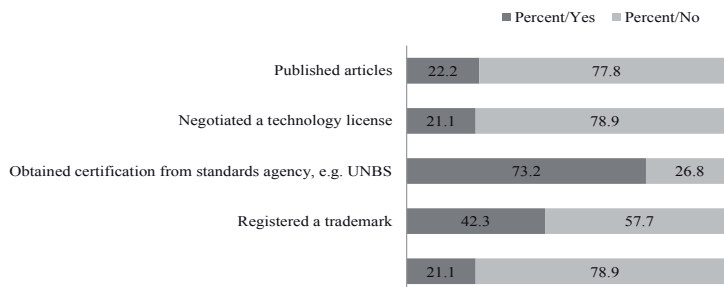 Percent/Yes Percent/No
Published articles 22.2 77.8
Negotiated a technology license 21.1 78.9
Obtained certification from standards agency, e.g. UNBS 73.2 26.8
Registered a trademark 42.3 57.7
21.1 78.9